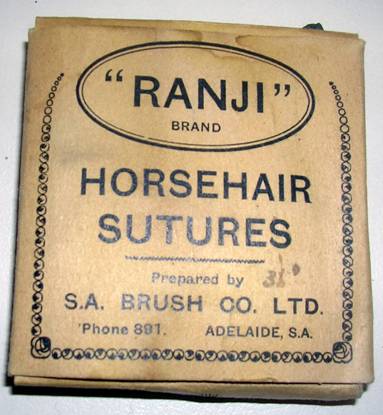 "RANJI"
BRAND
HORSEHAIR
SUTURES
Prepared by
S.A. BRUSH CO. LTD.
'Phone 891. ADELAIDE, S.A.